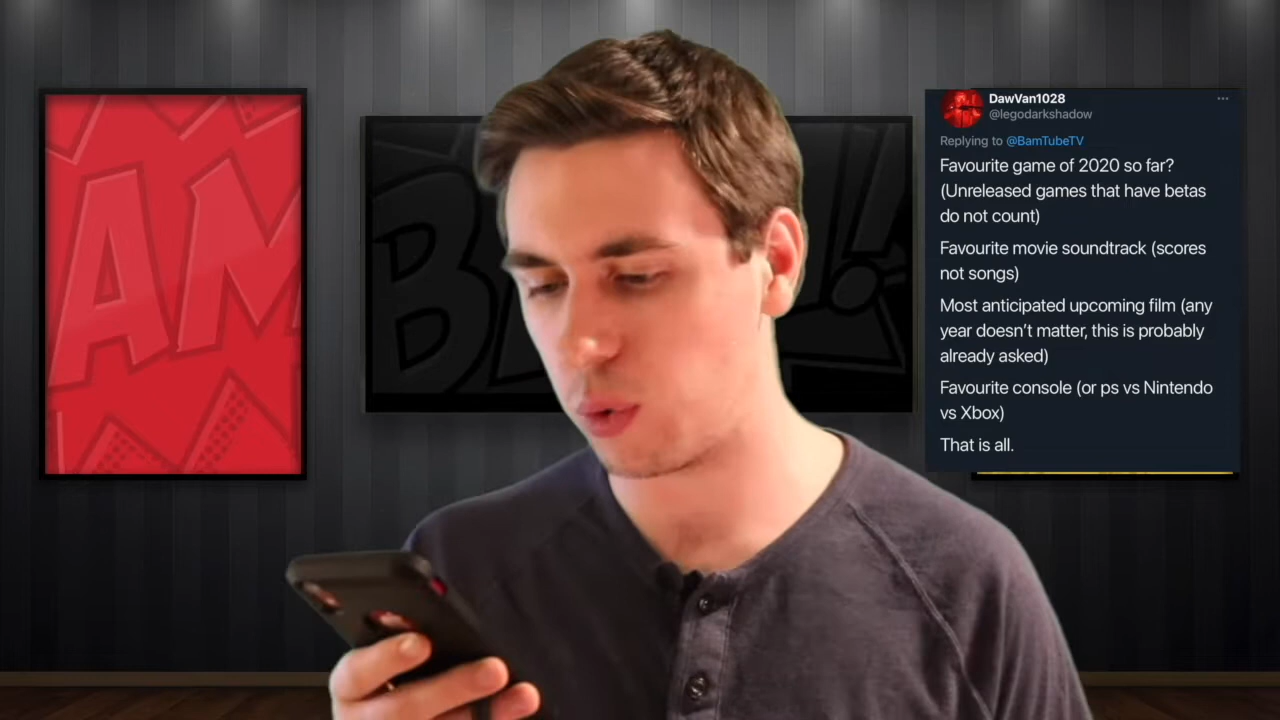 AM
B
!
DawVan1028
@legodarkshadow
Replying to @BamTubeTV
Favourite game of 2020 so far?
(Unreleased games that have betas
do not count)
Favourite movie soundtrack (scores
not songs)
Most anticipated upcoming film (any
year doesn't matter, this is probably
already asked)
Favourite console (or ps vs Nintendo
vs Xbox)
That is all.